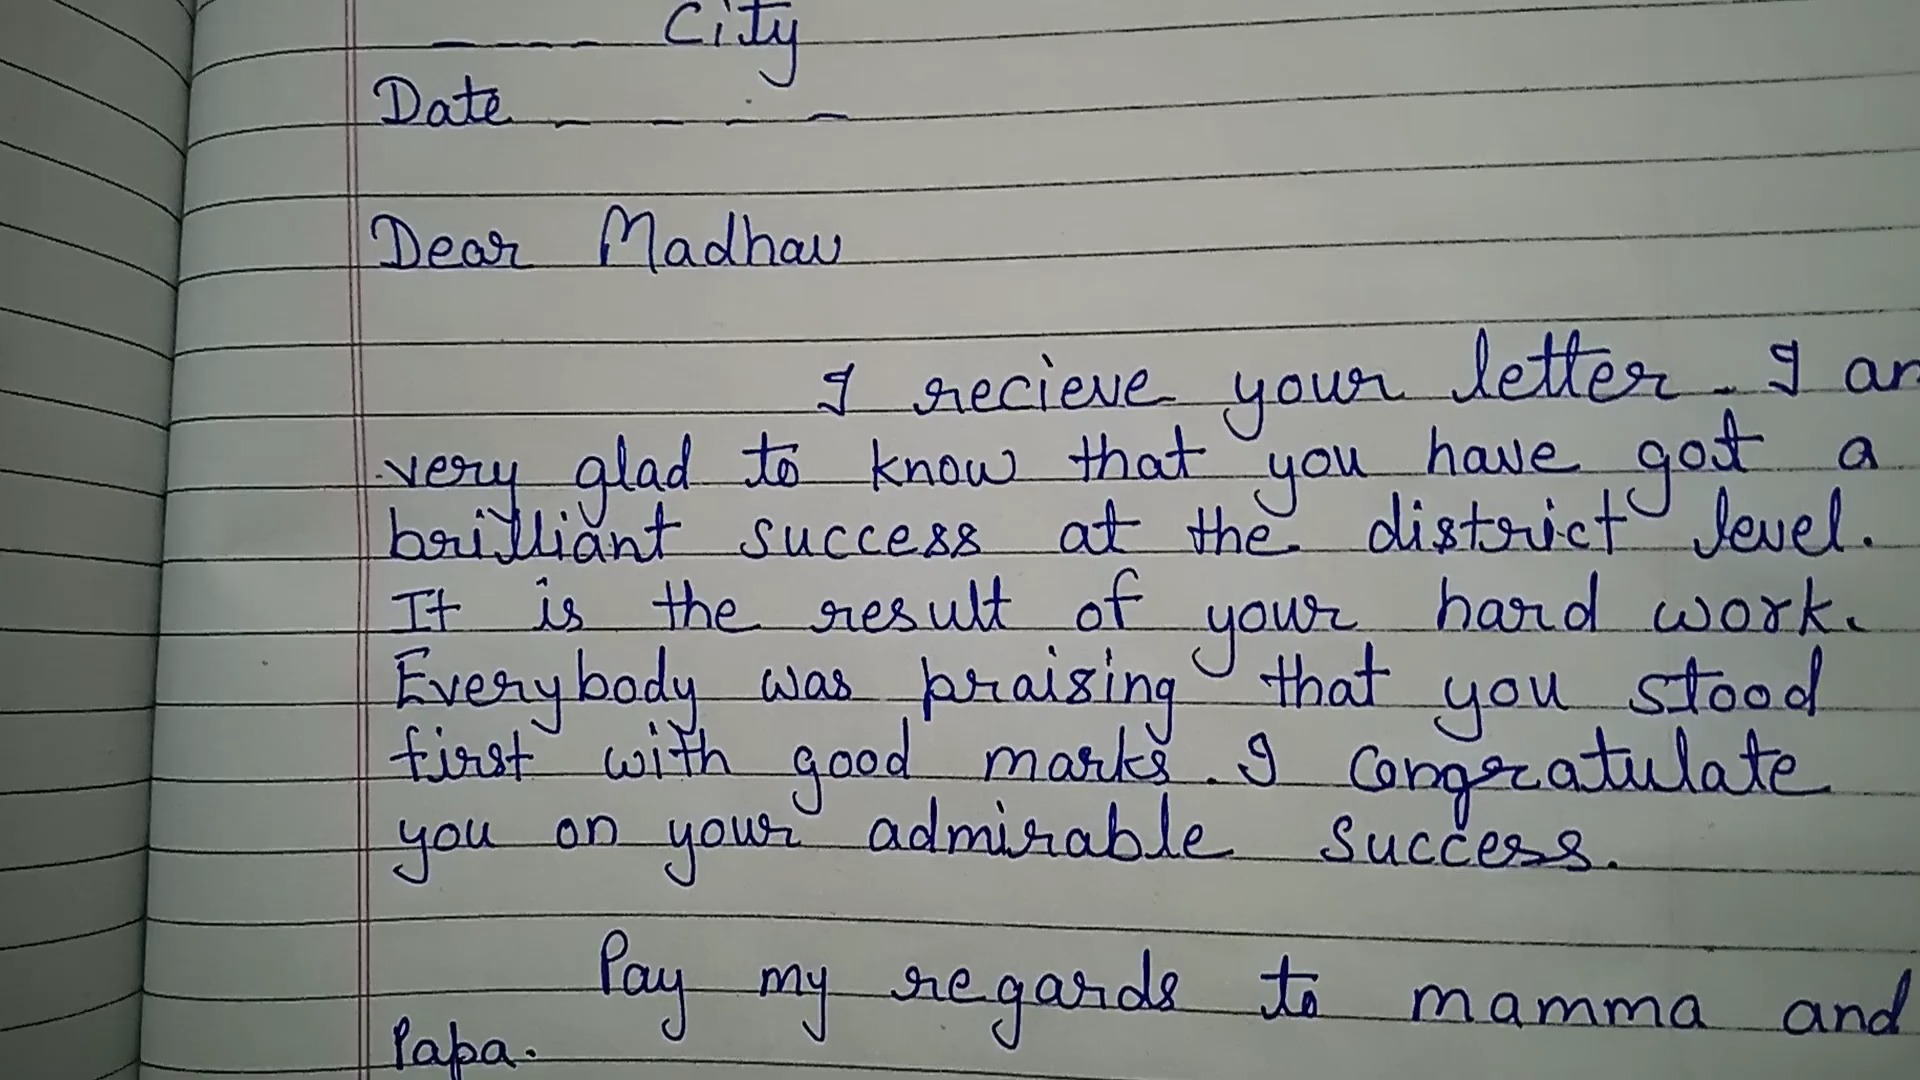 ---- City
Date - - - -
Dear Madhav
I recieve your letter. I am
very glad to know that you have got a
brilliant success at the district level.
It is the result of your hard work.
Everybody was praising that you stood
first with good marks. I congratulate
you on your admirable success.
Pay my regards to mamma and
Papa.